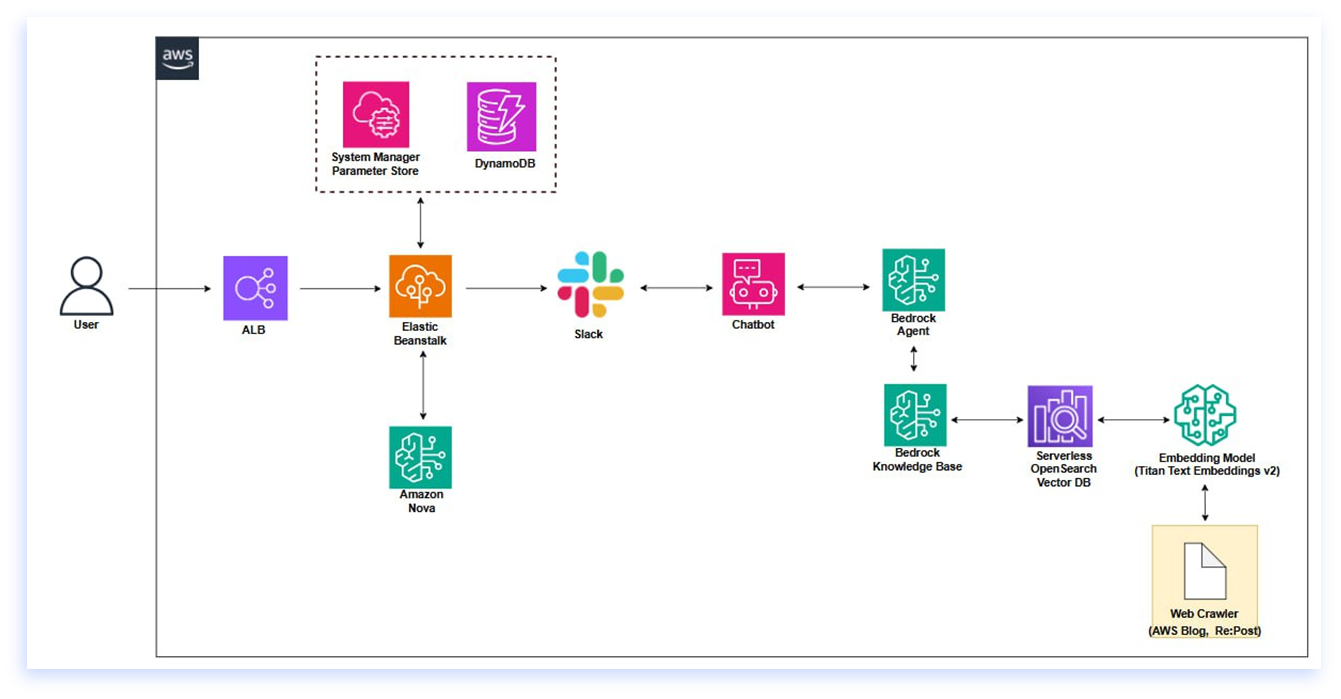 aws
System Manager
Parameter Store
DynamoDB
User
ALB
Elastic
Beanstalk
Slack
Chatbot
Bedrock
Agent
Amazon
Nova
Bedrock
Knowledge Base
Serverless
OpenSearch
Vector DB
Embedding Model
(Titan Text Embeddings v2)
Web Crawler
(AWS Blog, Re:Post)